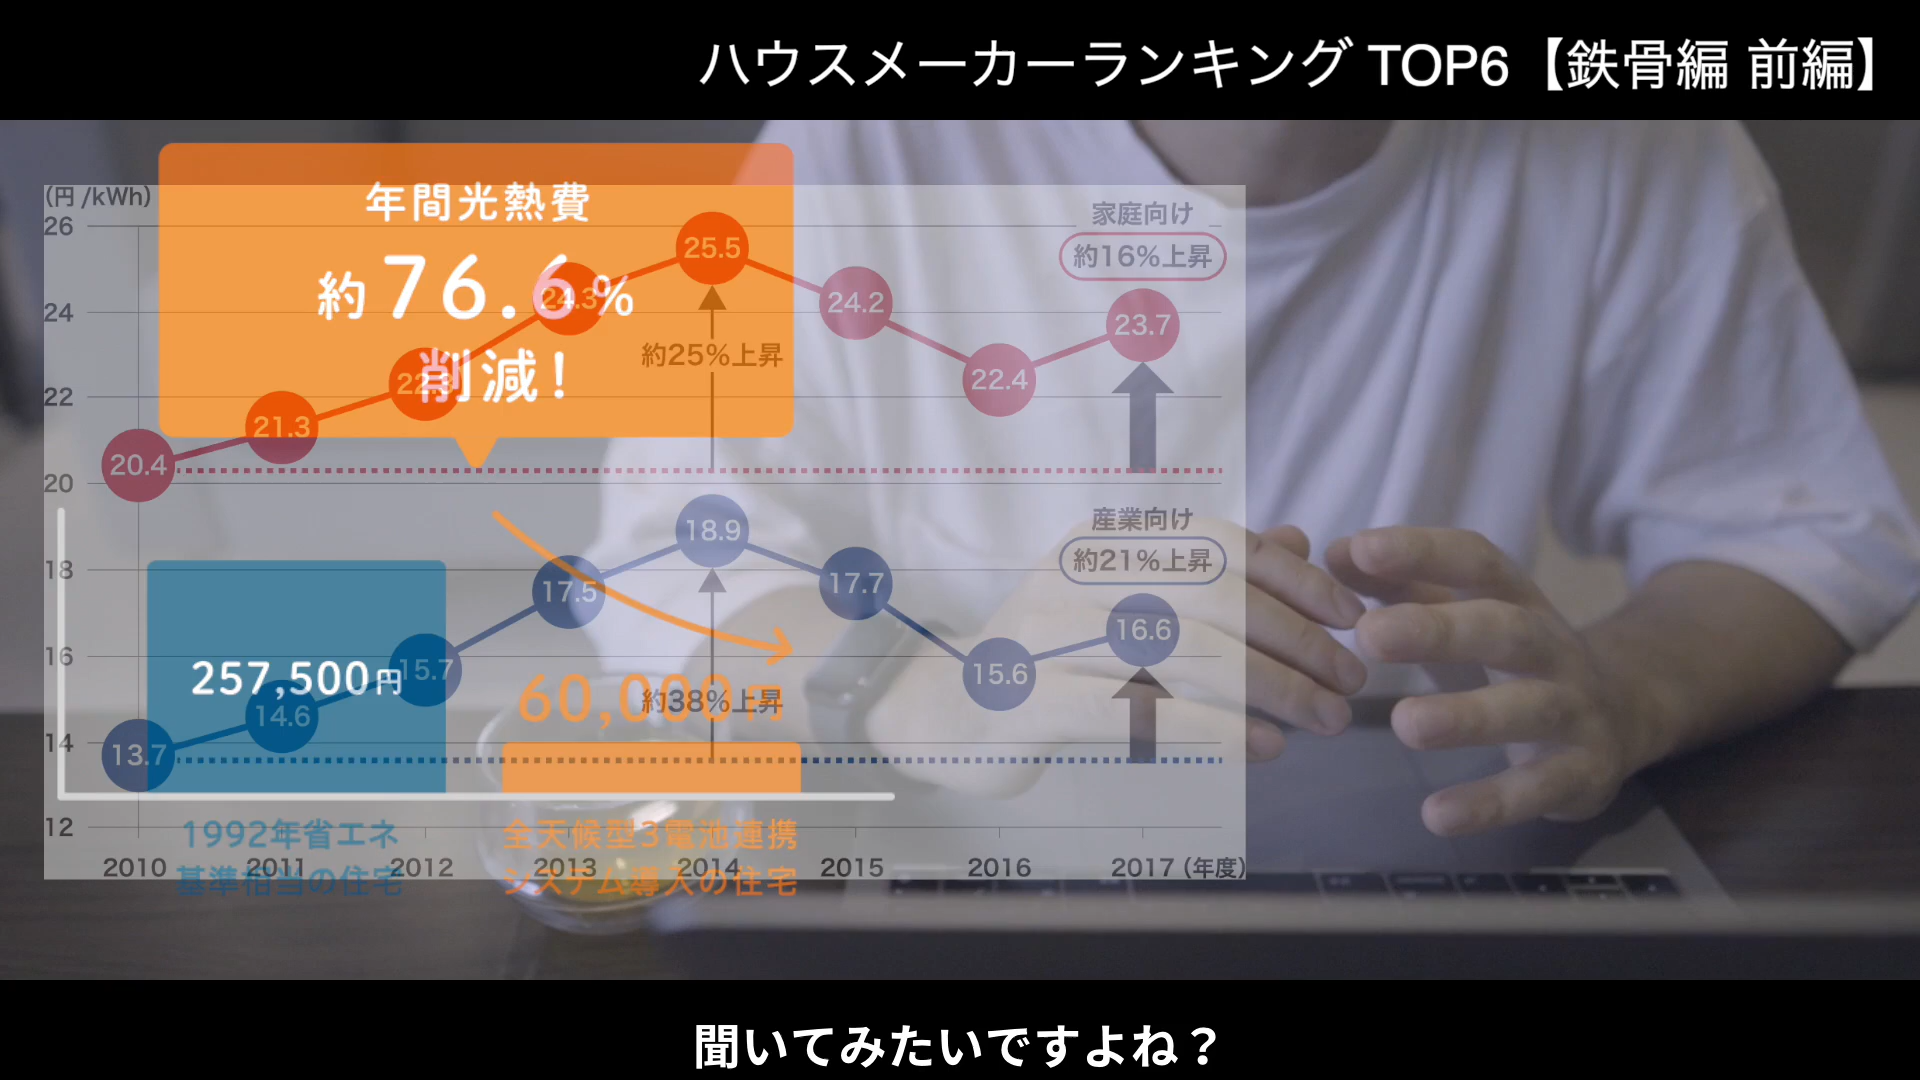 ハウスメーカーランキング TOP6【鉄骨編 前編】
年間光熱費
約76.6%
削減！
(円 /kWh)
26
24
22
20
18
16
14
12
20.4
21.3
24.3
25.5
24.2
22.4
23.7
約25%上昇
家庭向け
約16%上昇
13.7
14.6
15.7
17.5
18.9
17.7
15.6
16.6
約38%上昇
産業向け
約21%上昇
257,500円
60,000円
1992年省エネ
基準相当の住宅
全天候型3電池連携
システム導入の住宅
2010
2011
2012
2013
2014
2015
2016
2017 (年度)
聞いてみたいですよね？